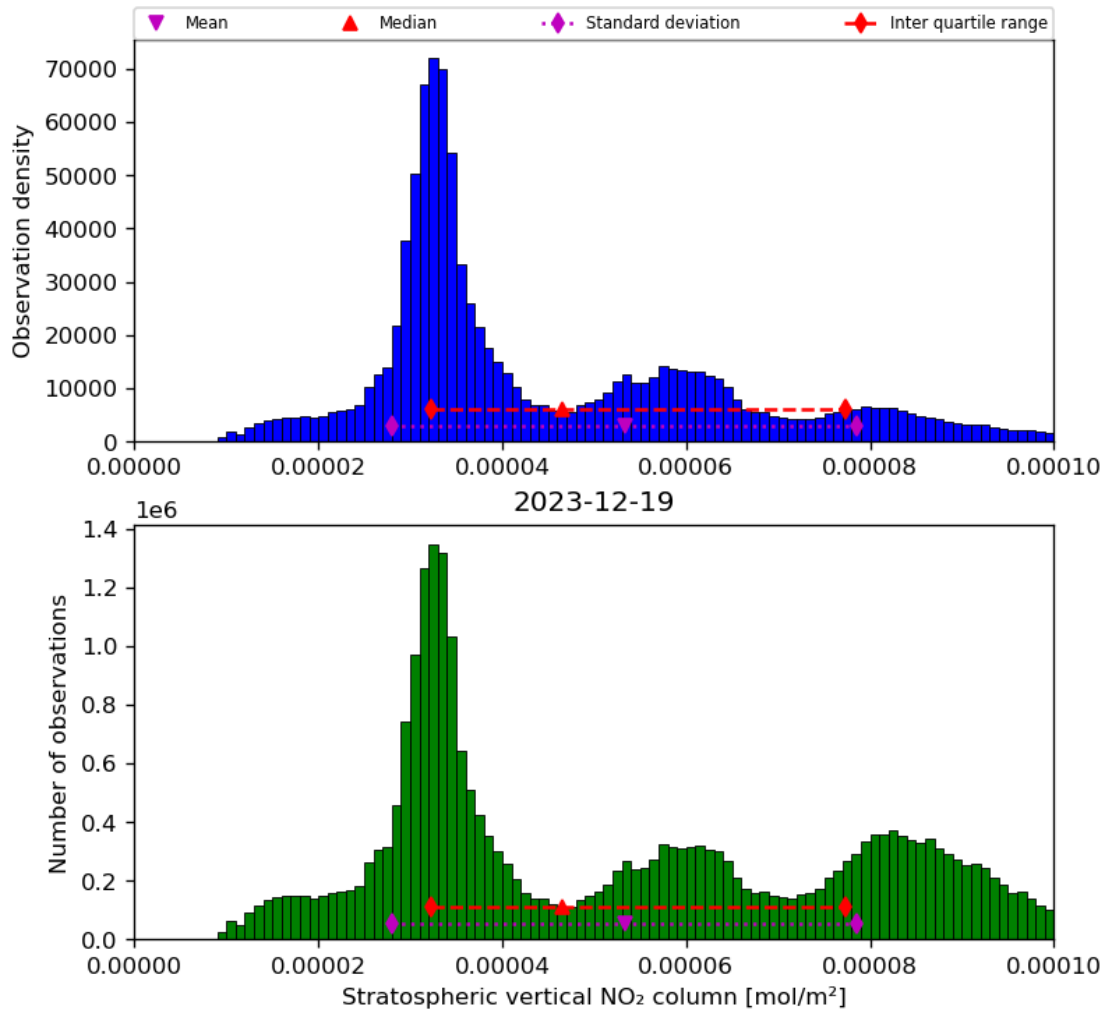 Mean Median Standard deviation Inter quartile range
70000
60000
50000
40000
30000
20000
10000
0
Observation density
0.00000 0.00002 0.00004 0.00006 0.00008 0.00010
2023-12-19
1e6
1.4
1.2
1.0
0.8
0.6
0.4
0.2
0.0
Number of observations
0.00000 0.00002 0.00004 0.00006 0.00008 0.00010
Stratospheric vertical NO₂ column [mol/m²]